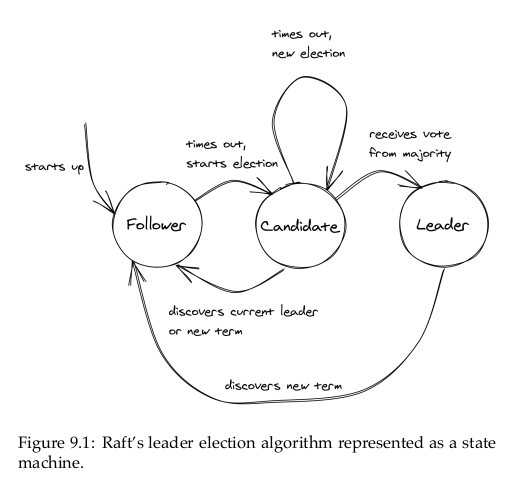 times out,
new election
times out,
starts election
receives vote
from majority
starts up
Follower
Candidate
Leader
discovers current leader
or new term
discovers new term
Figure 9.1: Raft's leader election algorithm represented as a state
machine.